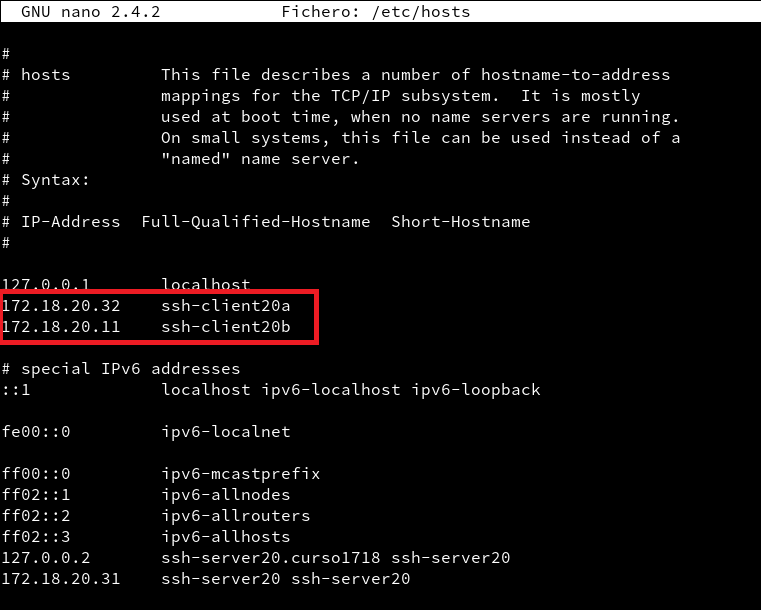 GNU nano 2.4.2 Fichero: /etc/hosts
#
# hosts This file describes a number of hostname-to-address
# mappings for the TCP/IP subsystem. It is mostly
# used at boot time, when no name servers are running.
# On small systems, this file can be used instead of a
# "named" name server.
# Syntax:
#
# IP-Address Full-Qualified-Hostname Short-Hostname
#
127.0.0.1 localhost
172.18.20.32 ssh-client20a
172.18.20.11 ssh-client20b
# special IPv6 addresses
::1 localhost ipv6-localhost ipv6-loopback
fe00::0 ipv6-localnet
ff00::0 ipv6-mcastprefix
ff02::1 ipv6-allnodes
ff02::2 ipv6-allrouters
ff02::3 ipv6-allhosts
127.0.0.2 ssh-server20.curso1718 ssh-server20
172.18.20.31 ssh-server20 ssh-server20